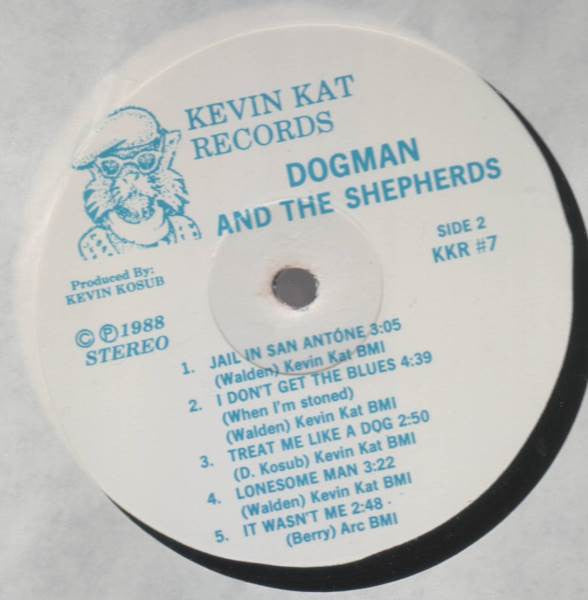 KEVIN KAT
RECORDS
DOGMAN
AND THE SHEPHERDS
SIDE 2
KKR #7
Produced By:
KEVIN KOSUB
© ℗ 1988
STEREO
1. JAIL IN SAN ANTÓNE 3:05
(Walden) Kevin Kat BMI
2. I DON'T GET THE BLUES 4:39
(When I'm stoned)
(Walden) Kevin Kat BMI
3. TREAT ME LIKE A DOG 2:50
(D. Kosub) Kevin Kat BMI
4. LONESOME MAN 3:22
(Walden) Kevin Kat BMI
5. IT WASN'T ME 2:48
(Berry) Arc BMI